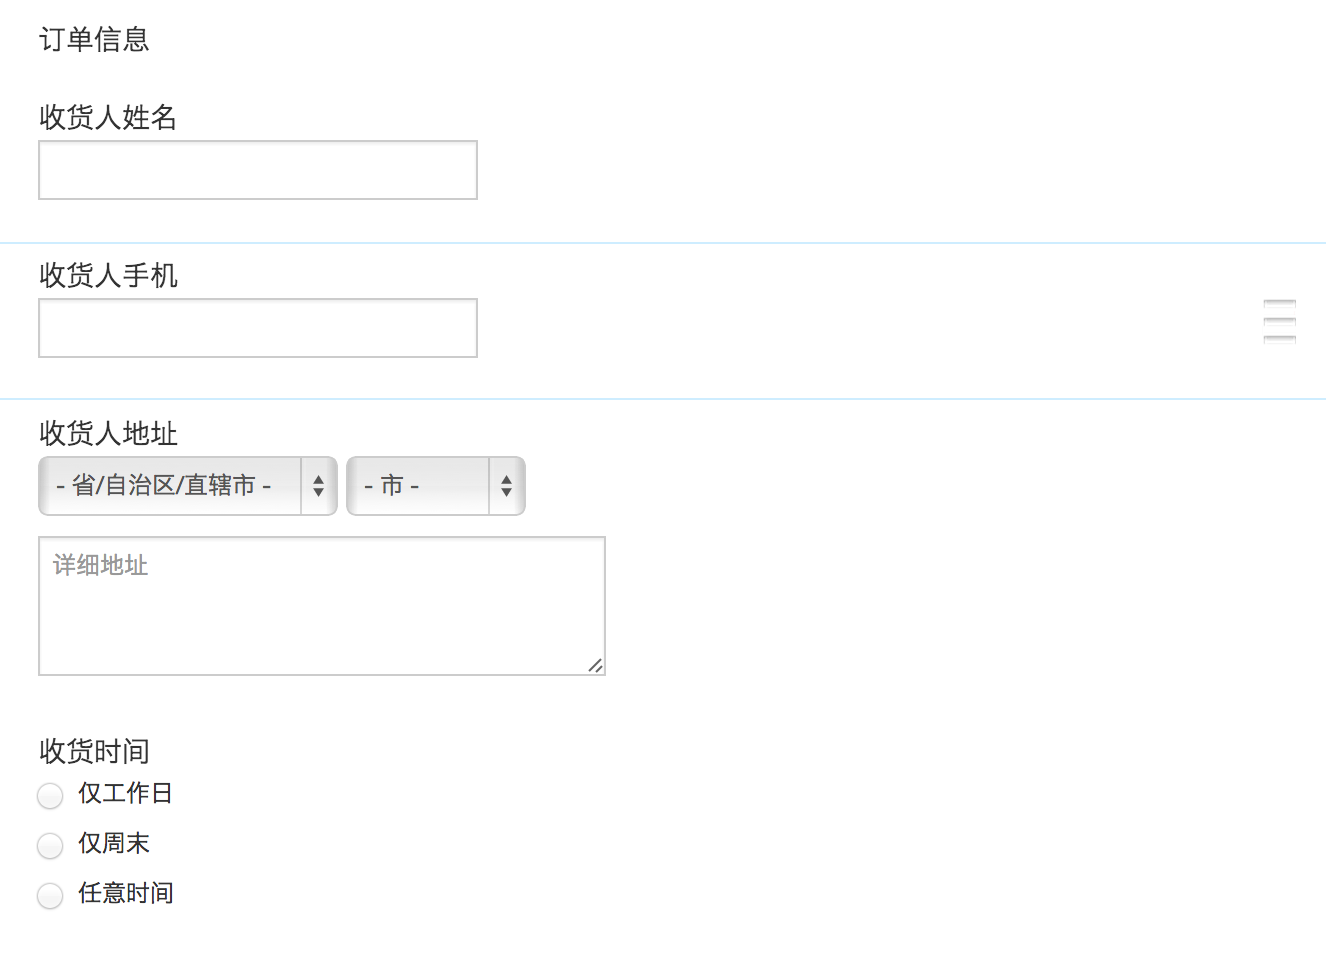 订单信息
收货人姓名
收货人手机
收货人地址
- 省/自治区/直辖市 - - 市 -
详细地址
收货时间
仅工作日
仅周末
任意时间